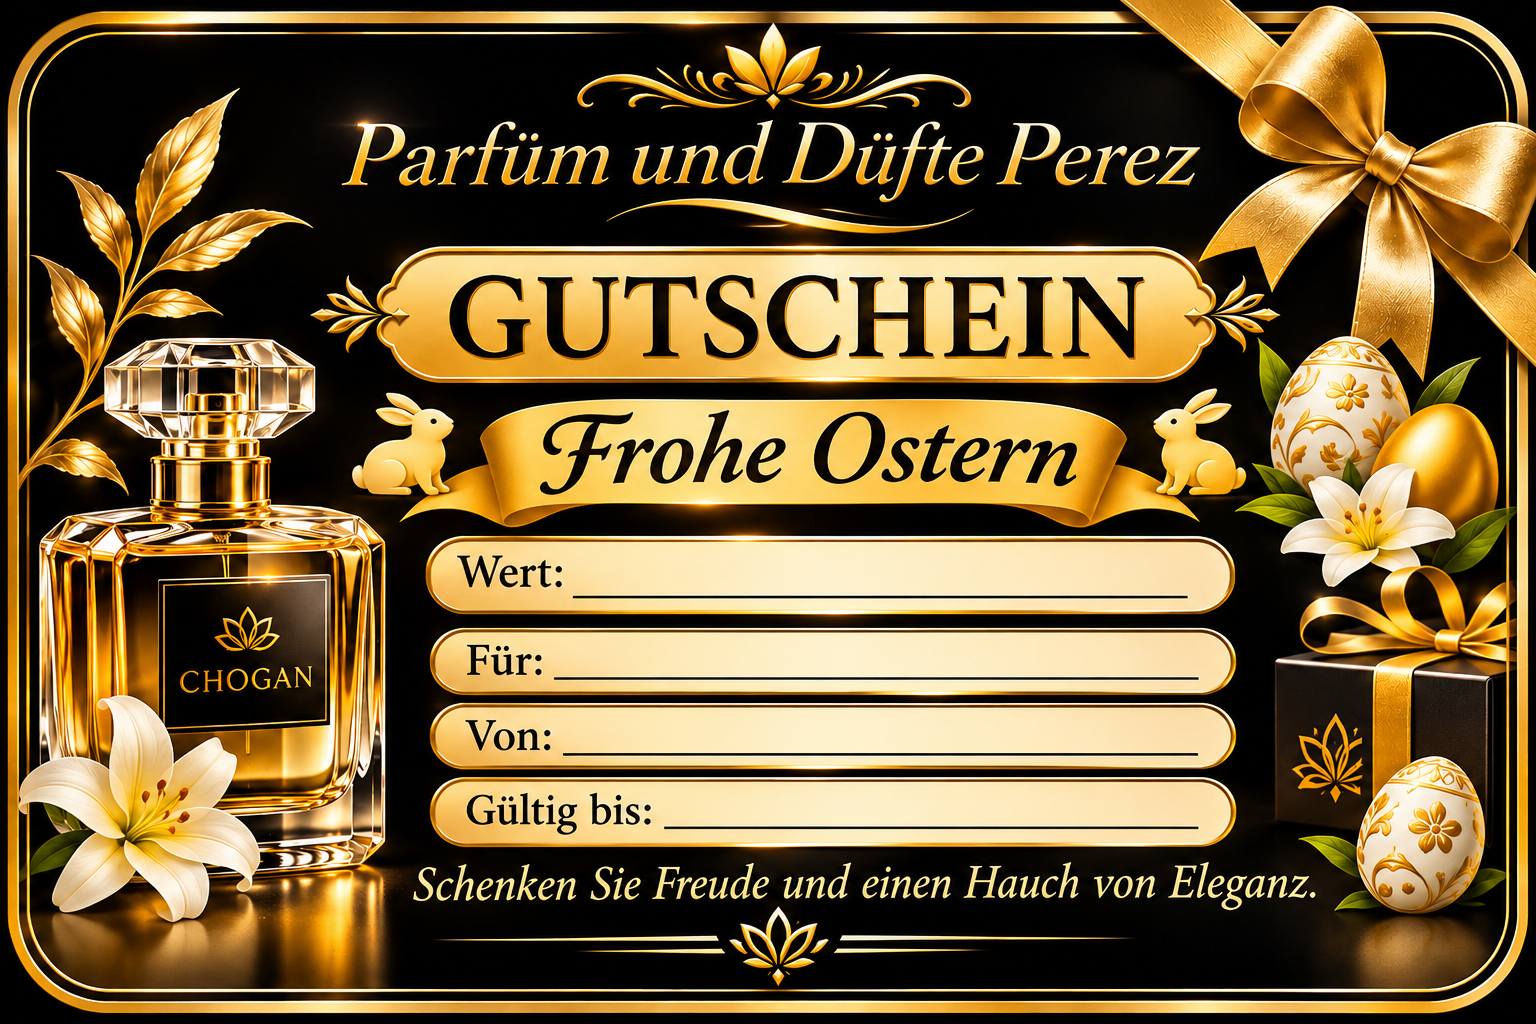 Parfüm und Düfte Perez
GUTSCHEIN
Frohe Ostern
Wert:
Für:
Von:
Gültig bis:
CHOGAN
Schenken Sie Freude und einen Hauch von Eleganz.